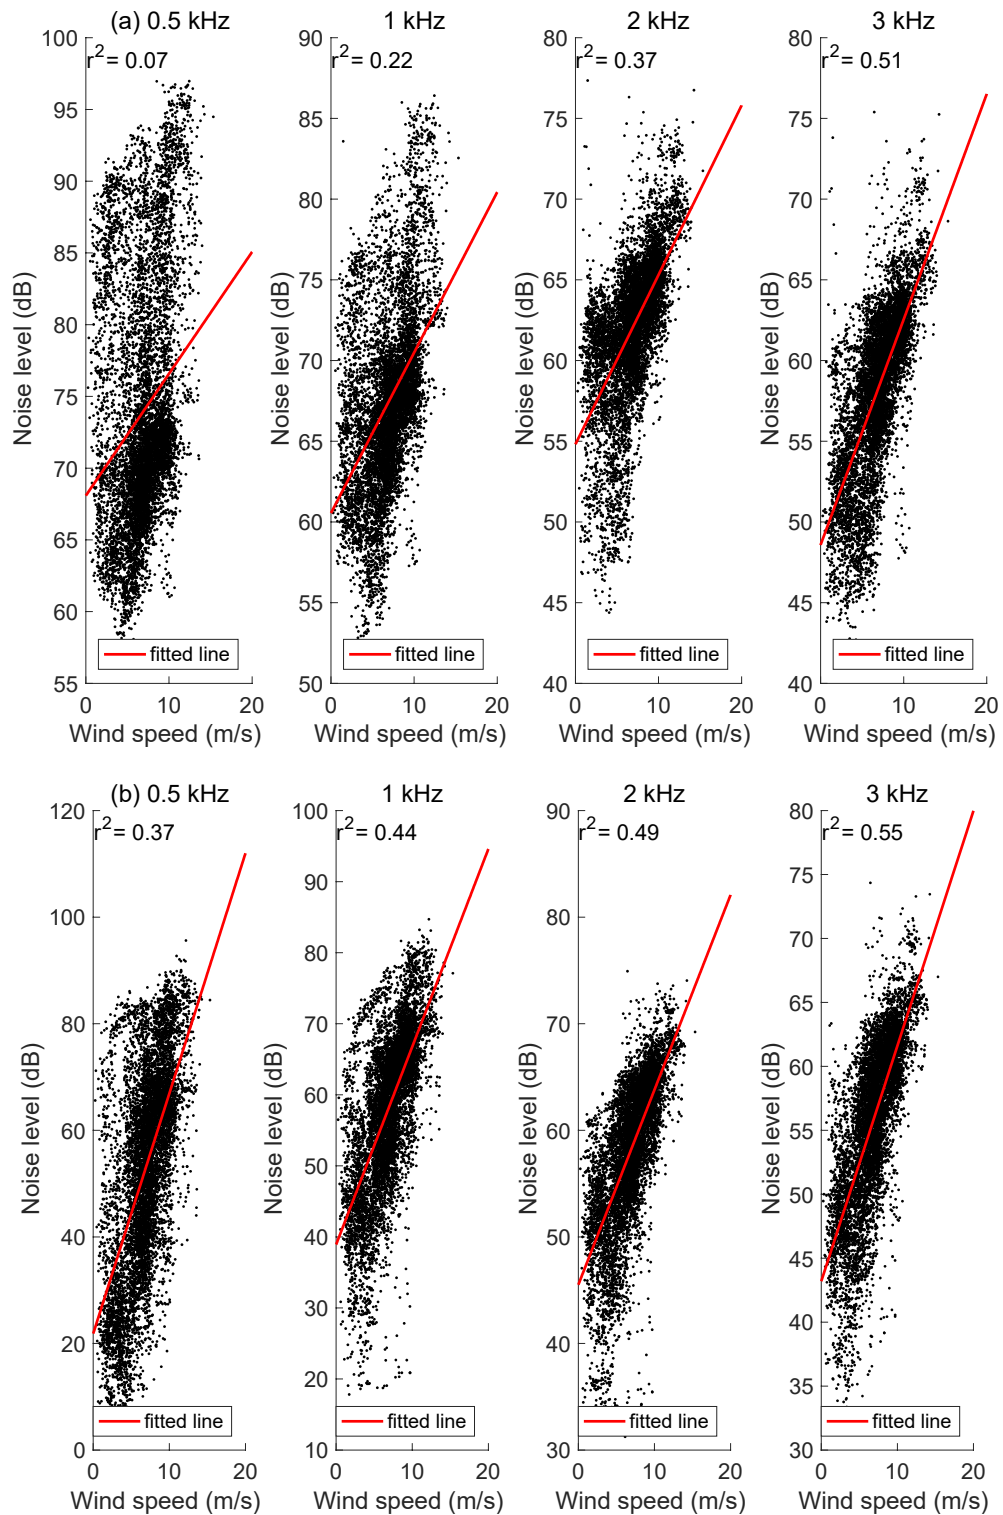 (a) 0.5 kHz
r² = 0.07
Noise level (dB)
100
95
90
85
80
75
70
65
60
55
0 10 20
Wind speed (m/s)
fitted line
1 kHz
r² = 0.22
Noise level (dB)
90
85
80
75
70
65
60
55
50
0 10 20
Wind speed (m/s)
fitted line
2 kHz
r² = 0.37
Noise level (dB)
80
75
70
65
60
55
50
45
40
0 10 20
Wind speed (m/s)
fitted line
3 kHz
r² = 0.51
Noise level (dB)
80
75
70
65
60
55
50
45
40
0 10 20
Wind speed (m/s)
fitted line
(b) 0.5 kHz
r² = 0.37
Noise level (dB)
120
100
80
60
40
20
0
0 10 20
Wind speed (m/s)
fitted line
1 kHz
r² = 0.44
Noise level (dB)
100
90
80
70
60
50
40
30
20
10
0 10 20
Wind speed (m/s)
fitted line
2 kHz
r² = 0.49
Noise level (dB)
90
80
70
60
50
40
30
0 10 20
Wind speed (m/s)
fitted line
3 kHz
r² = 0.55
Noise level (dB)
80
75
70
65
60
55
50
45
40
35
30
0 10 20
Wind speed (m/s)
fitted line